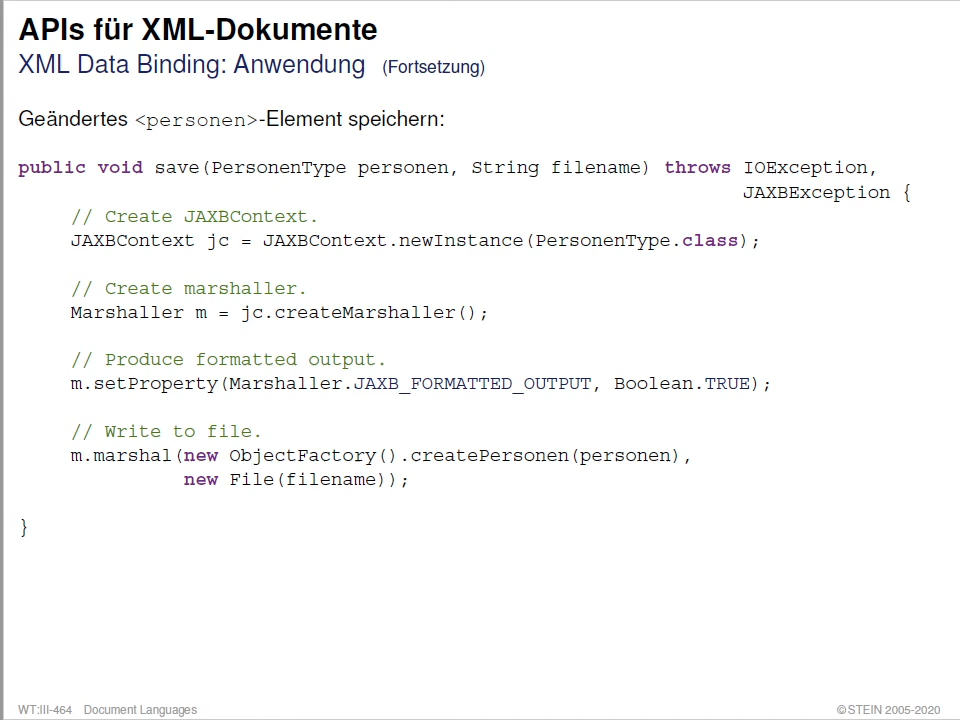 APIs für XML-Dokumente
XML Data Binding: Anwendung (Fortsetzung)
Geändertes <personen>-Element speichern:
public void save(PersonenType personen, String filename) throws IOException,
JAXBException {
// Create JAXBContext.
JAXBContext jc = JAXBContext.newInstance(PersonenType.class);
// Create marshaller.
Marshaller m = jc.createMarshaller();
// Produce formatted output.
m.setProperty(Marshaller.JAXB_FORMATTED_OUTPUT, Boolean.TRUE);
// Write to file.
m.marshal(new ObjectFactory().createPersonen(personen),
new File(filename));
}
WT:III-464 Document Languages
©STEIN 2005-2020